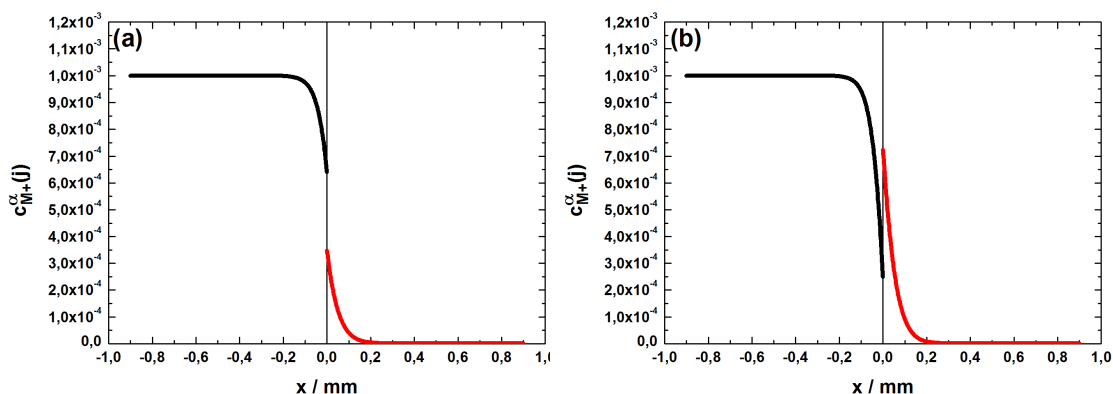 (a)
1,2x10⁻³
1,1x10⁻³
1,0x10⁻³
9,0x10⁻⁴
8,0x10⁻⁴
7,0x10⁻⁴
6,0x10⁻⁴
5,0x10⁻⁴
4,0x10⁻⁴
3,0x10⁻⁴
2,0x10⁻⁴
1,0x10⁻⁴
0,0
-1,0 -0,8 -0,6 -0,4 -0,2 0,0 0,2 0,4 0,6 0,8 1,0
x / mm
c^α_M+(j)
(b)
1,2x10⁻³
1,1x10⁻³
1,0x10⁻³
9,0x10⁻⁴
8,0x10⁻⁴
7,0x10⁻⁴
6,0x10⁻⁴
5,0x10⁻⁴
4,0x10⁻⁴
3,0x10⁻⁴
2,0x10⁻⁴
1,0x10⁻⁴
0,0
-1,0 -0,8 -0,6 -0,4 -0,2 0,0 0,2 0,4 0,6 0,8 1,0
x / mm
c^α_M+(j)